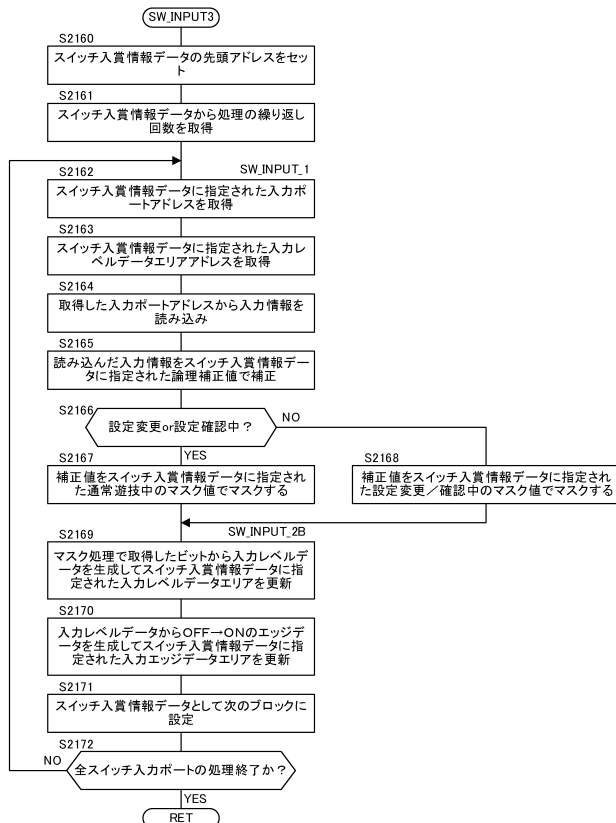 SW_INPUT3
S2160
スイッチ入賞情報データの先頭アドレスをセッ
ト
S2161
スイッチ入賞情報データから処理の繰り返し
回数を取得
S2162
SW_INPUT_1
スイッチ入賞情報データに指定された入力ポ
ートアドレスを取得
S2163
スイッチ入賞情報データに指定された入力レ
ベルデータエリアアドレスを取得
S2164
取得した入力ポートアドレスから入力情報を
読み込み
S2165
読み込んだ入力情報をスイッチ入賞情報デー
タに指定された論理補正値で補正
S2166
設定変更or設定確認中？
NO
YES
S2167
補正値をスイッチ入賞情報データに指定され
た通常遊技中のマスク値でマスクする
S2168
補正値をスイッチ入賞情報データに指定され
た設定変更／確認中のマスク値でマスクする
S2169
SW_INPUT_2B
マスク処理で取得したビットから入力レベルデ
ータを生成してスイッチ入賞情報データに指
定された入力レベルデータエリアを更新
S2170
入力レベルデータからOFF→ONのエッジデ
ータを生成してスイッチ入賞情報データに
指定された入力エッジデータエリアを更新
S2171
スイッチ入賞情報データとして次のブロックに
設定
S2172
NO
全スイッチ入力ポートの処理終了か？
YES
RET